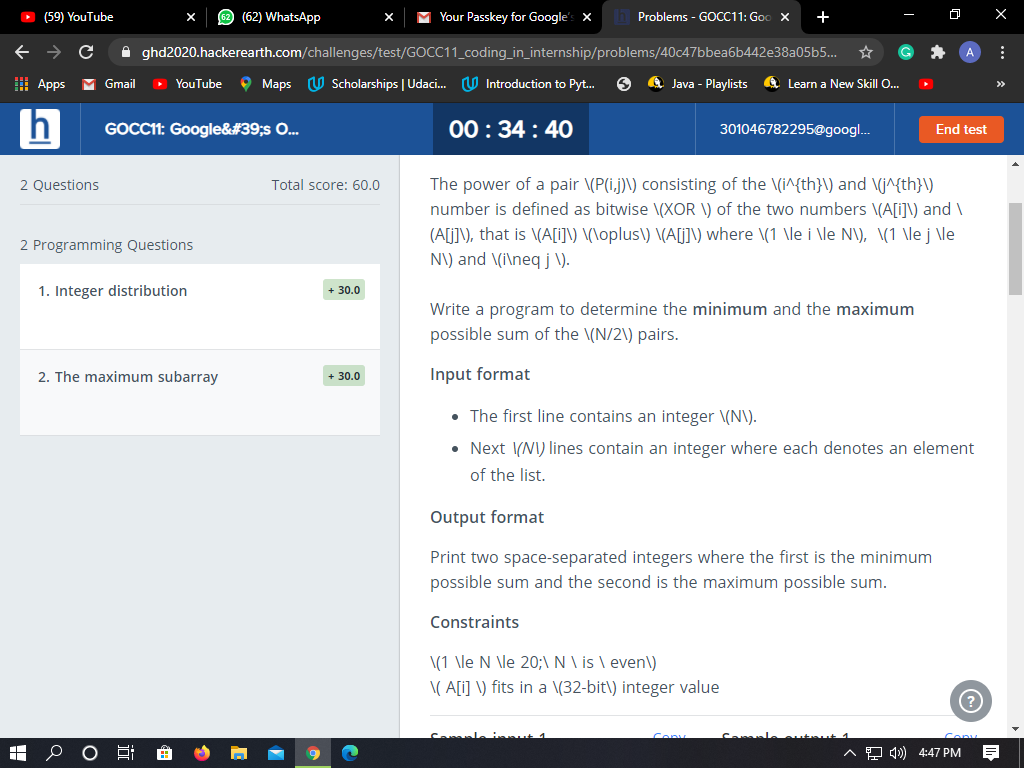 (59) YouTube
(62) WhatsApp
Your Passkey for Google'
Problems - GOCC11: Goo
ghd2020.hackerearth.com/challenges/test/GOCC11_coding_in_internship/problems/40c47bbea6b442e38a05b5...
Apps
Gmail
YouTube
Maps
Scholarships | Udaci...
Introduction to Pyt...
Java - Playlists
Learn a New Skill O...
»
h
GOCC11: Google&#39;s O...
00 : 34 : 40
301046782295@googl...
End test
2 Questions
Total score: 60.0
2 Programming Questions
1. Integer distribution
+ 30.0
2. The maximum subarray
+ 30.0
The power of a pair \(P(i,j)\) consisting of the \(i^{th}\) and \(j^{th}\)
number is defined as bitwise \(XOR \) of the two numbers \(A[i]\) and \
(A[j]\), that is \(A[i]\) \(\oplus\) \(A[j]\) where \(1 \le i \le N\),  \(1 \le j \le
N\) and \(i\neq j \).
Write a program to determine the minimum and the maximum
possible sum of the \(N/2\) pairs.
Input format
• The first line contains an integer \(N\).
• Next \(N\) lines contain an integer where each denotes an element
of the list.
Output format
Print two space-separated integers where the first is the minimum
possible sum and the second is the maximum possible sum.
Constraints
\(1 \le N \le 20;\ N \ is \ even\)
\( A[i] \) fits in a \(32-bit\) integer value
Sample input 1
Copy
Sample output 1
Copy
?
4:47 PM